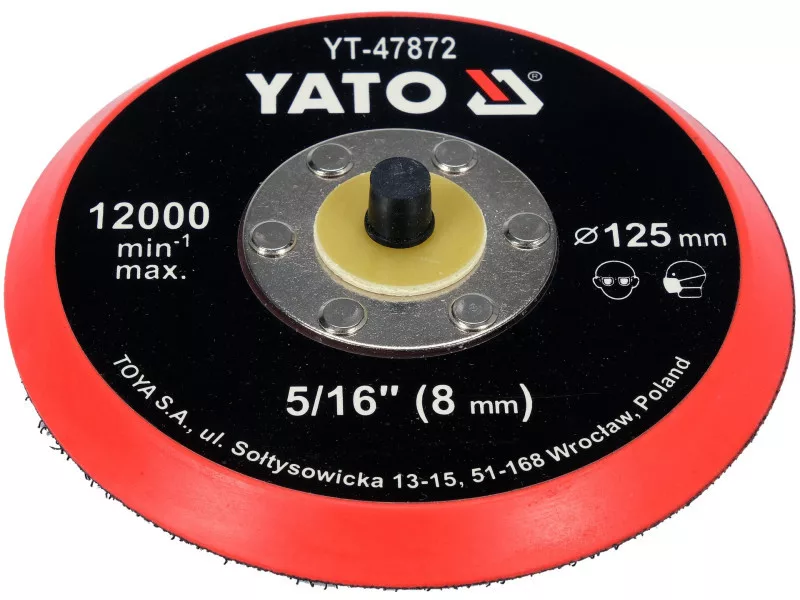 YT-47872
YATO ®
12000
min⁻¹
max.
⌀ 125 mm
5/16" (8 mm)
TOYA S.A., ul. Sołtysowicka 13-15, 51-168 Wrocław, Poland